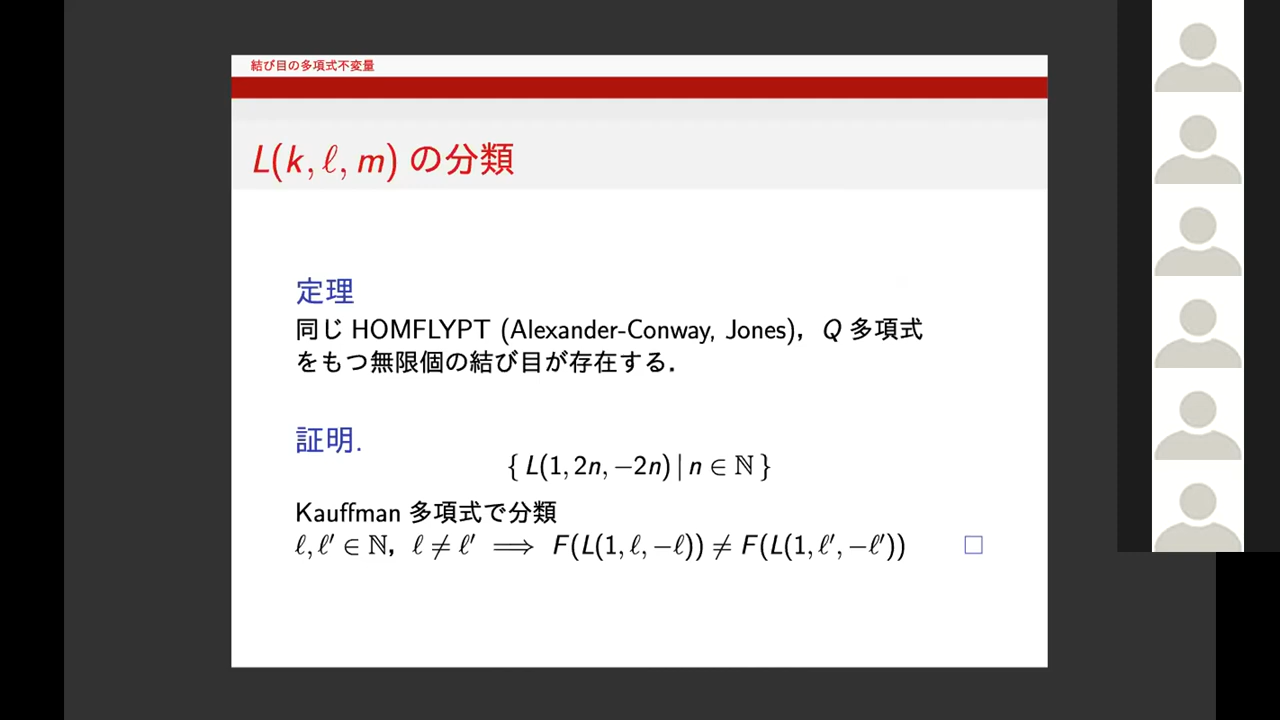 結び目の多項式不変量
L(k, ℓ, m) の分類
定理
同じ HOMFLYPT (Alexander-Conway, Jones)，Q 多項式
をもつ無限個の結び目が存在する．
証明.
{ L(1, 2n, −2n) | n ∈ ℕ }
Kauffman 多項式で分類
ℓ, ℓ′ ∈ ℕ，ℓ ≠ ℓ′ ⟹ F(L(1, ℓ, −ℓ)) ≠ F(L(1, ℓ′, −ℓ′)) □